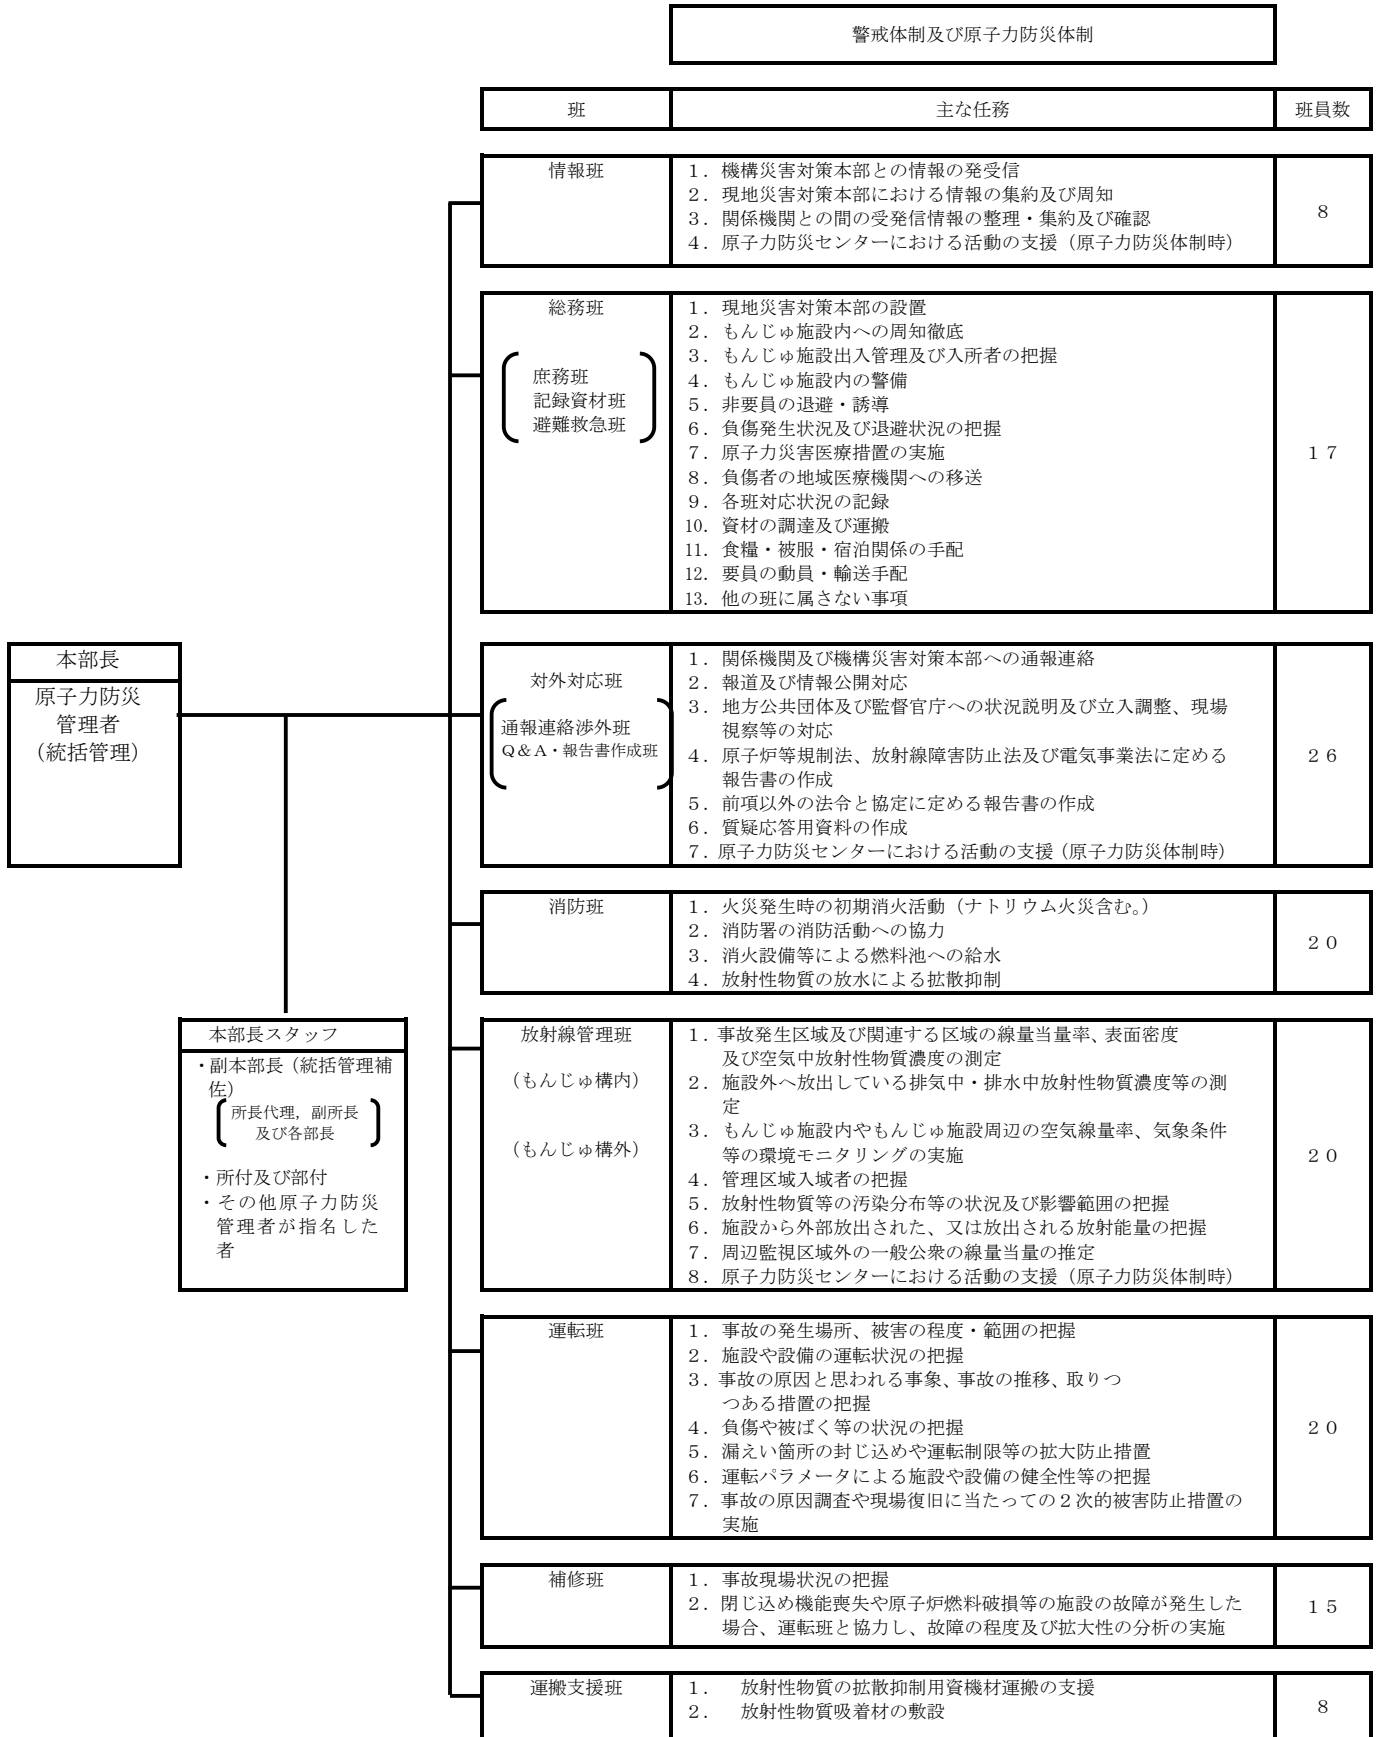 警戒体制及び原子力防災体制
班 主な任務 班員数
情報班
1．機構災害対策本部との情報の発受信
2．現地災害対策本部における情報の集約及び周知
3．関係機関との間の受発信情報の整理・集約及び確認
4．原子力防災センターにおける活動の支援（原子力防災体制時）
8
総務班
庶務班
記録資材班
避難救急班
1．現地災害対策本部の設置
2．もんじゅ施設内への周知徹底
3．もんじゅ施設出入管理及び入所者の把握
4．もんじゅ施設内の警備
5．非要員の退避・誘導
6．負傷発生状況及び退避状況の把握
7．原子力災害医療措置の実施
8．負傷者の地域医療機関への移送
9．各班対応状況の記録
10．資材の調達及び運搬
11．食糧・被服・宿泊関係の手配
12．要員の動員・輸送手配
13．他の班に属さない事項
17
本部長
原子力防災
管理者
（統括管理）
対外対応班
通報連絡渉外班
Q＆A・報告書作成班
1．関係機関及び機構災害対策本部への通報連絡
2．報道及び情報公開対応
3．地方公共団体及び監督官庁への状況説明及び立入調整、現場
視察等の対応
4．原子炉等規制法、放射線障害防止法及び電気事業法に定める
報告書の作成
5．前項以外の法令と協定に定める報告書の作成
6．質疑応答用資料の作成
7．原子力防災センターにおける活動の支援（原子力防災体制時）
26
消防班
1．火災発生時の初期消火活動（ナトリウム火災含む。）
2．消防署の消防活動への協力
3．消火設備等による燃料池への給水
4．放射性物質の放水による拡散抑制
20
本部長スタッフ
・副本部長（統括管理補
佐）
所長代理，副所長
及び各部長
・所付及び部付
・その他原子力防災
管理者が指名した
者
放射線管理班
（もんじゅ構内）
（もんじゅ構外）
1．事故発生区域及び関連する区域の線量当量率、表面密度
及び空気中放射性物質濃度の測定
2．施設外へ放出している排気中・排水中放射性物質濃度等の測
定
3．もんじゅ施設内やもんじゅ施設周辺の空気線量率、気象条件
等の環境モニタリングの実施
4．管理区域入域者の把握
5．放射性物質等の汚染分布等の状況及び影響範囲の把握
6．施設から外部放出された、又は放出される放射能量の把握
7．周辺監視区域外の一般公衆の線量当量の推定
8．原子力防災センターにおける活動の支援（原子力防災体制時）
20
運転班
1．事故の発生場所、被害の程度・範囲の把握
2．施設や設備の運転状況の把握
3．事故の原因と思われる事象、事故の推移、取りつ
つある措置の把握
4．負傷や被ばく等の状況の把握
5．漏えい箇所の封じ込めや運転制限等の拡大防止措置
6．運転パラメータによる施設や設備の健全性等の把握
7．事故の原因調査や現場復旧に当たっての２次的被害防止措置の
実施
20
補修班
1．事故現場状況の把握
2．閉じ込め機能喪失や原子炉燃料破損等の施設の故障が発生した
場合、運転班と協力し、故障の程度及び拡大性の分析の実施
15
運搬支援班
1．　放射性物質の拡散抑制用資機材運搬の支援
2．　放射性物質吸着材の敷設
8